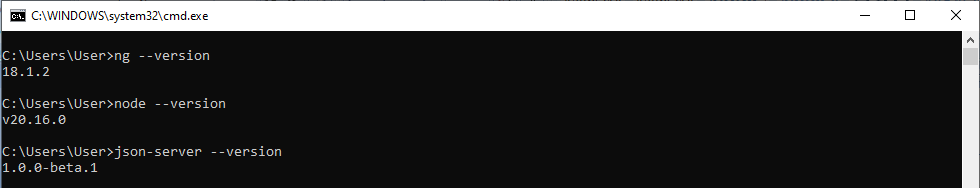 C:\WINDOWS\system32\cmd.exe
C:\Users\User>ng --version
18.1.2
C:\Users\User>node --version
v20.16.0
C:\Users\User>json-server --version
1.0.0-beta.1